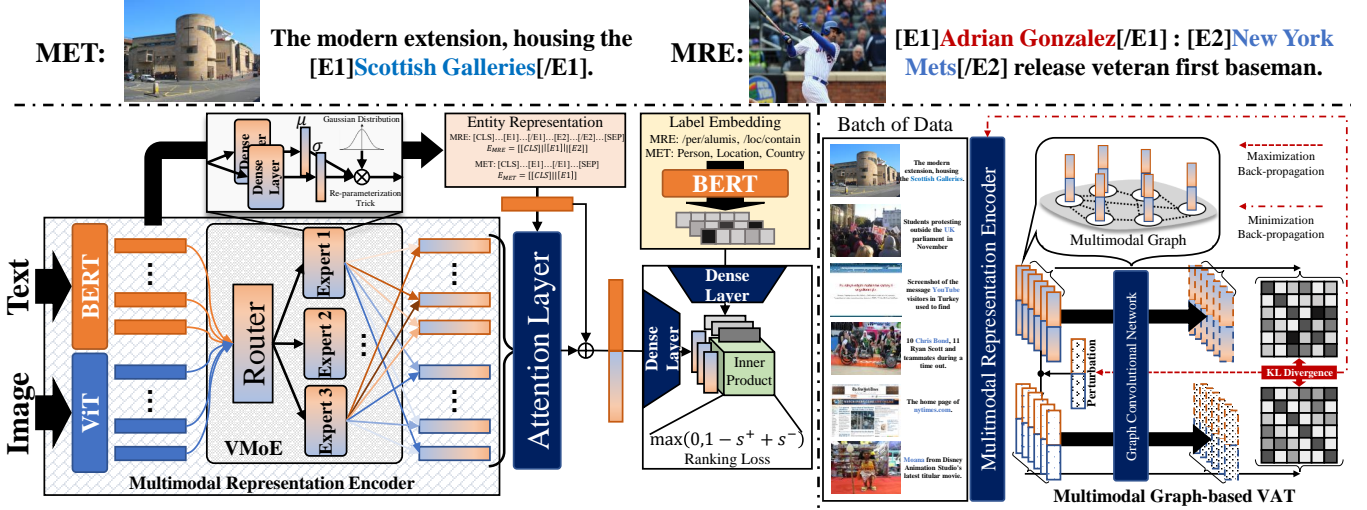 MET:
The modern extension, housing the
[E1]Scottish Galleries[/E1].
MRE:
[E1]Adrian Gonzalez[/E1] : [E2]New York
Mets[/E2] release veteran first baseman.
Dense
Layer
Dense
Layer
μ
σ
Gaussian Distribution
Re-parameterization
Trick
Entity Representation
MRE: [CLS]…[E1]…[/E1]…[E2]…[/E2]…[SEP]
E_MRE = [[CLS]||[E1]||[E2]]
MET: [CLS]…[E1]…[/E1]…[SEP]
E_MET = [[CLS]||[E1]]
Label Embedding
MRE: /per/alumis, /loc/contain
MET: Person, Location, Country
BERT
Text
Image
BERT
ViT
Router
VMoE
Expert 1
Expert 2
Expert 3
Multimodal Representation Encoder
Attention Layer
Dense
Layer
Dense
Layer
Inner
Product
max(0,1 − s⁺ + s⁻)
Ranking Loss
Batch of Data
The modern
extension, housing
the Scottish Galleries.
Students protesting
outside the UK
parliament in
November
Screenshot of the
message YouTube
visitors in Turkey
used to find
10 Chris Bond, 11
Ryan Scott and
teammates during a
time out.
The home page of
nytimes.com.
Moana from Disney
Animation Studio's
latest titular movie.
Mulitmodal Representation Encoder
Multimodal Graph
Maximization
Back-propagation
Minimization
Back-propagation
Graph Convolutional Network
Perturbation
KL Divergence
Multimodal Graph-based VAT